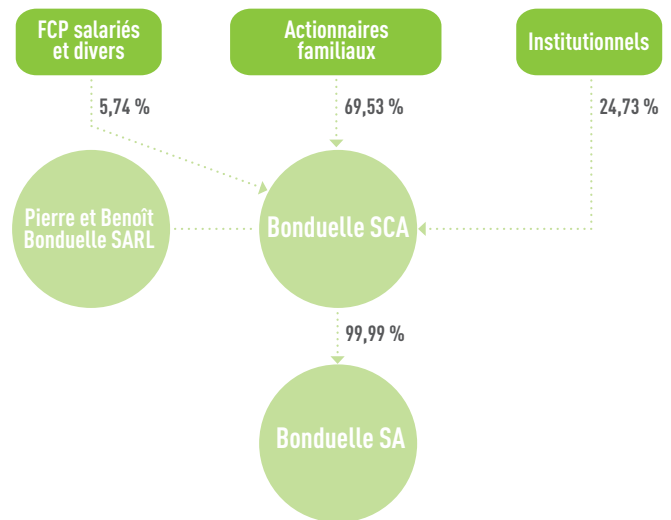 FCP salariés
et divers
Actionnaires
familiaux
Institutionnels
5,74 %
69,53 %
24,73 %
Pierre et Benoît
Bonduelle SARL
Bonduelle SCA
99,99 %
Bonduelle SA